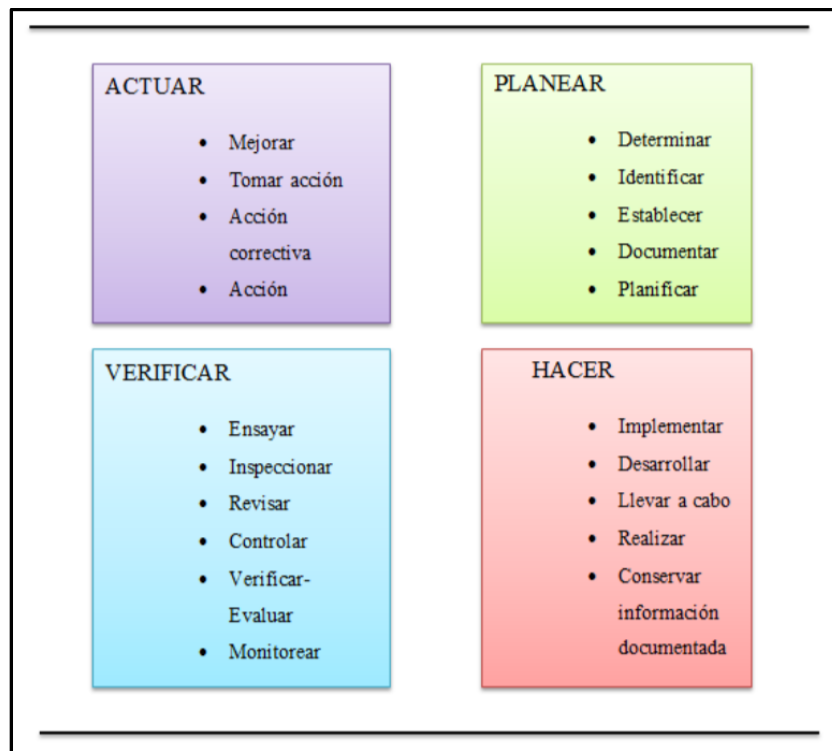 ACTUAR
• Mejorar
• Tomar acción
• Acción
correctiva
• Acción
PLANEAR
• Determinar
• Identificar
• Establecer
• Documentar
• Planificar
VERIFICAR
• Ensayar
• Inspeccionar
• Revisar
• Controlar
• Verificar-
Evaluar
• Monitorear
HACER
• Implementar
• Desarrollar
• Llevar a cabo
• Realizar
• Conservar
información
documentada